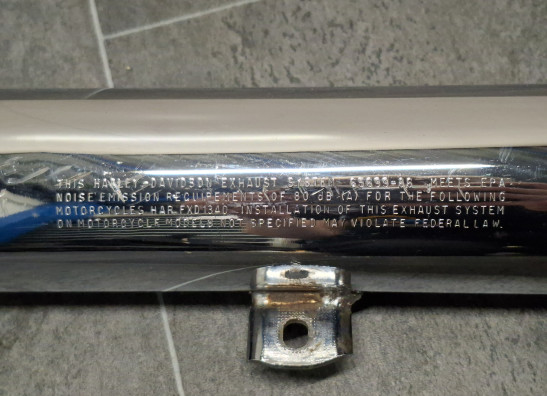 THIS HARLEY-DAVIDSON EXHAUST SYSTEM MEETS EPA
NOISE EMISSION REQUIREMENTS OF 80 dB (A) FOR THE FOLLOWING
MOTORCYCLES HAR FXD 1340. INSTALLATION OF THIS EXHAUST SYSTEM
ON MOTORCYCLE MODELS NOT SPECIFIED MAY VIOLATE FEDERAL LAW.